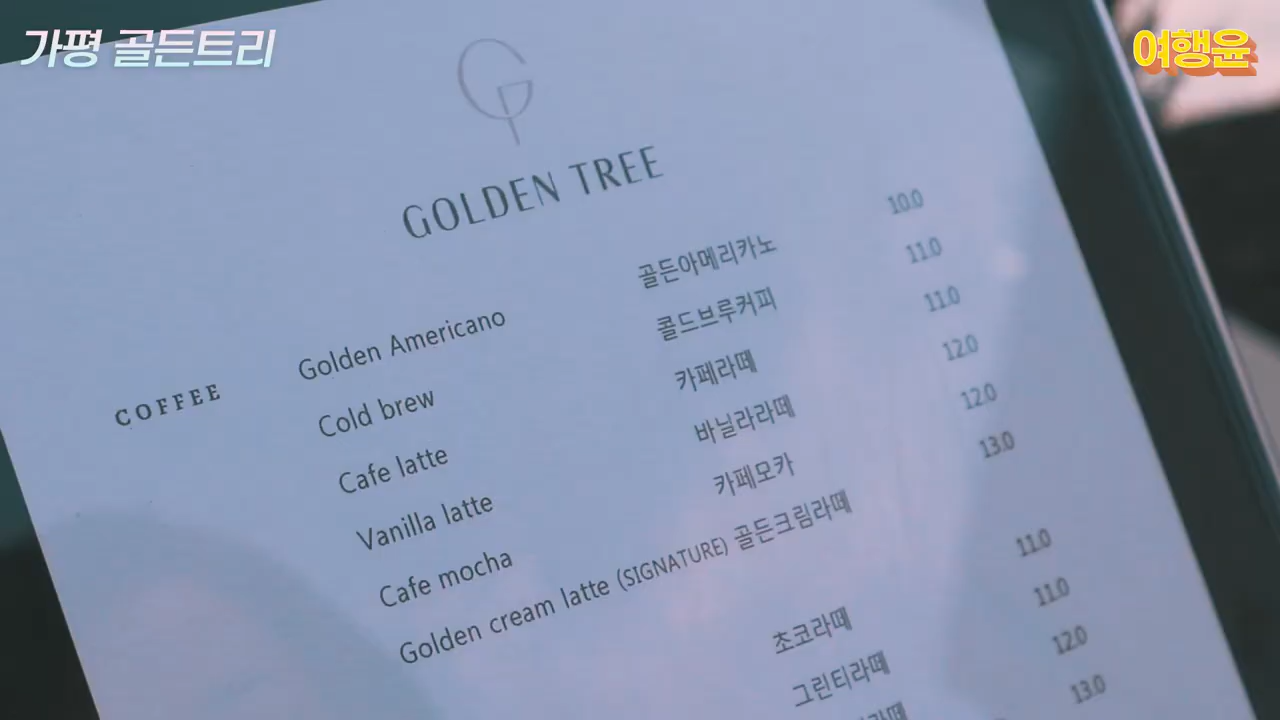 가평 골든트리
여행윤
GT
GOLDEN TREE
COFFEE
Golden Americano 골든아메리카노 10.0
Cold brew 콜드브루커피 11.0
Cafe latte 카페라떼 11.0
Vanilla latte 바닐라라떼 12.0
Cafe mocha 카페모카 12.0
Golden cream latte (SIGNATURE) 골든크림라떼 13.0
초코라떼 11.0
그린티라떼 11.0
라떼 12.0
13.0